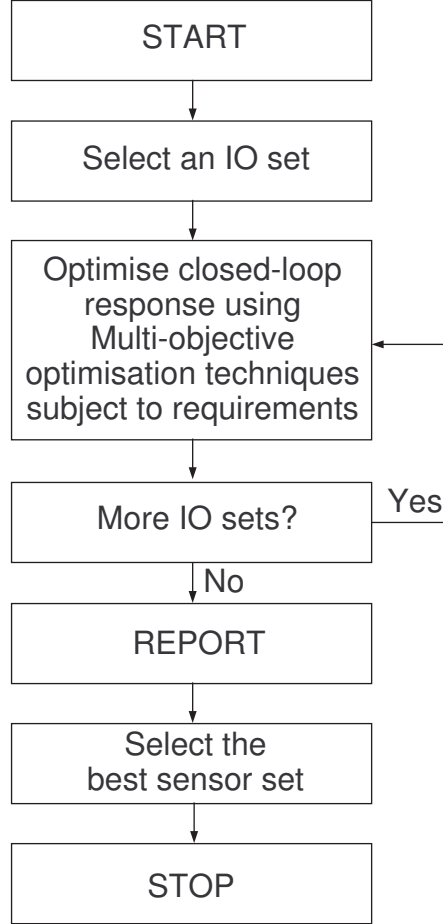 START
Select an IO set
Optimise closed-loop
response using
Multi-objective
optimisation techniques
subject to requirements
More IO sets?
Yes
No
REPORT
Select the
best sensor set
STOP